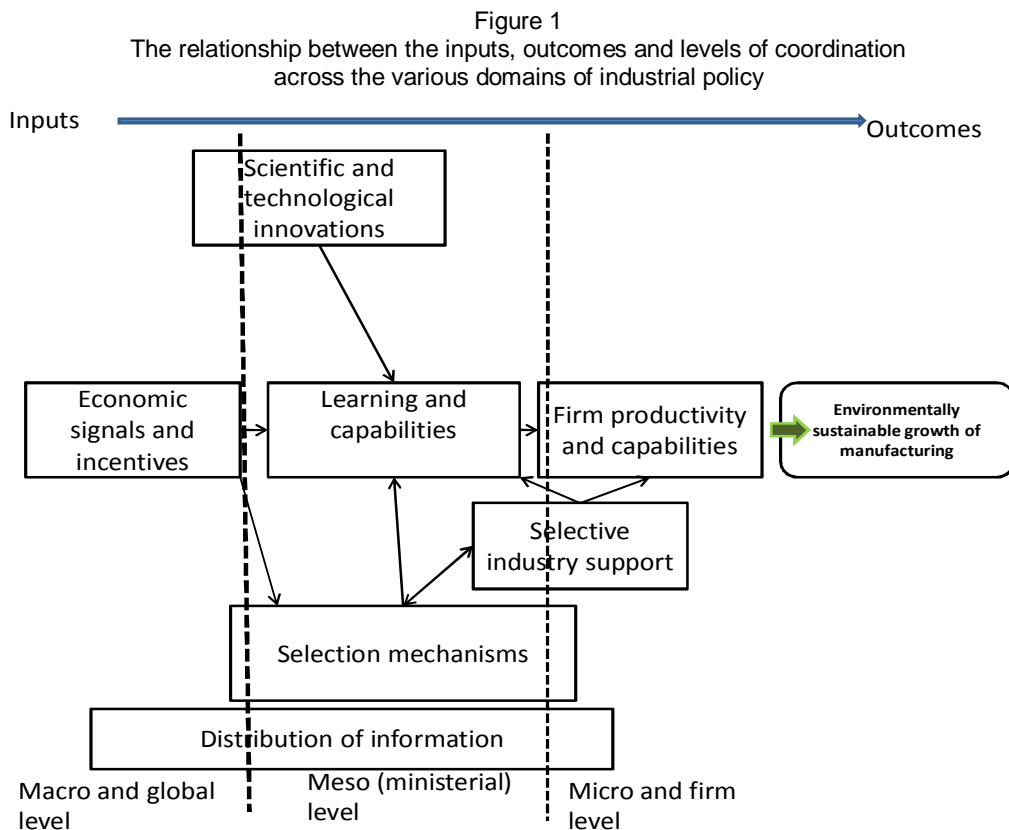 Figure 1
The relationship between the inputs, outcomes and levels of coordination
across the various domains of industrial policy
Inputs
Outcomes
Scientific and
technological
innovations
Economic
signals and
incentives
Learning and
capabilities
Firm productivity
and capabilities
Environmentally
sustainable growth of
manufacturing
Selective
industry support
Selection mechanisms
Distribution of information
Macro and global
level
Meso (ministerial)
level
Micro and firm
level